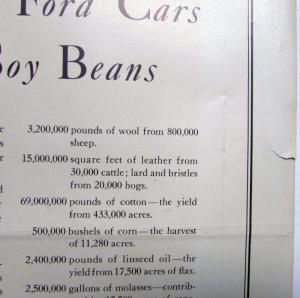 Ford Cars
Soy Beans
3,200,000 pounds of wool from 800,000
sheep.
15,000,000 square feet of leather from
30,000 cattle; lard and bristles
from 20,000 hogs.
69,000,000 pounds of cotton—the yield
from 433,000 acres.
500,000 bushels of corn—the harvest
of 11,280 acres.
2,400,000 pounds of linseed oil—the
yield from 17,500 acres of flax.
2,500,000 gallons of molasses—contrib-